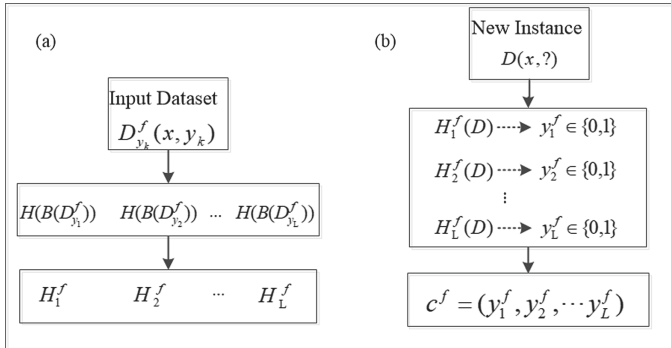 (a)
Input Dataset
D^f_{y_k}(x, y_k)
H(B(D^f_{y_1})) H(B(D^f_{y_2})) ... H(B(D^f_{y_L}))
H^f_1 H^f_2 ... H^f_L
(b)
New Instance
D(x,?)
H^f_1(D) ⇢ y^f_1 ∈ {0,1}
H^f_2(D) ⇢ y^f_2 ∈ {0,1}
⋮
H^f_L(D) ⇢ y^f_L ∈ {0,1}
c^f = (y^f_1, y^f_2, ⋯ y^f_L)